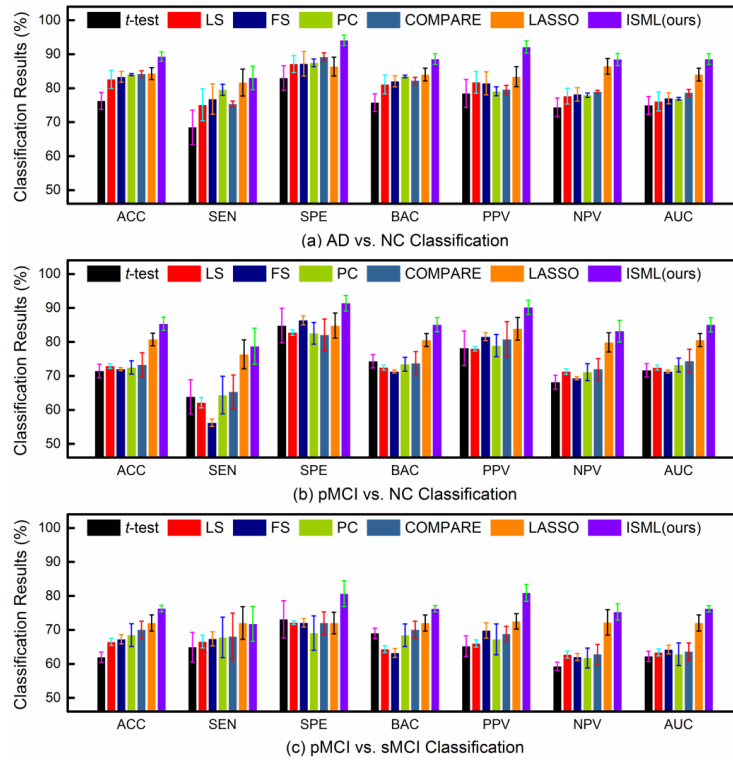 t-test LS FS PC COMPARE LASSO ISML(ours)
Classification Results (%)
100
90
80
70
60
50
ACC SEN SPE BAC PPV NPV AUC
(a) AD vs. NC Classification
t-test LS FS PC COMPARE LASSO ISML(ours)
Classification Results (%)
100
90
80
70
60
50
ACC SEN SPE BAC PPV NPV AUC
(b) pMCI vs. NC Classification
t-test LS FS PC COMPARE LASSO ISML(ours)
Classification Results (%)
100
90
80
70
60
50
ACC SEN SPE BAC PPV NPV AUC
(c) pMCI vs. sMCI Classification